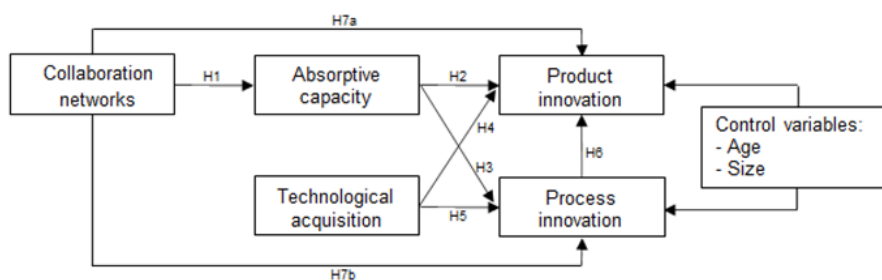 H7a
Collaboration
networks
H1
Absorptive
capacity
H2
Product
innovation
H4
H3
H6
Control variables:
- Age
- Size
Technological
acquisition
H5
Process
innovation
H7b